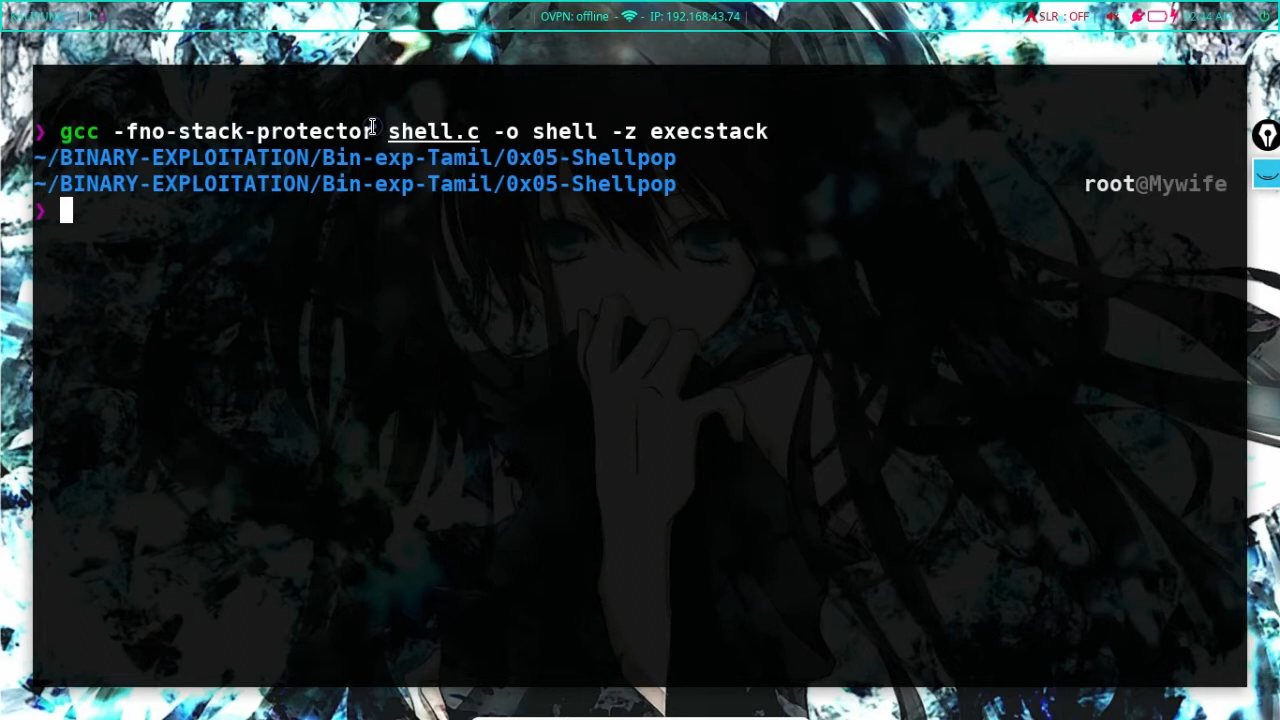 OVPN: offline - - IP: 192.168.43.74
SLR : OFF
❯ gcc -fno-stack-protector shell.c -o shell -z execstack
~/BINARY-EXPLOITATION/Bin-exp-Tamil/0x05-Shellpop
~/BINARY-EXPLOITATION/Bin-exp-Tamil/0x05-Shellpop root@Mywife
❯